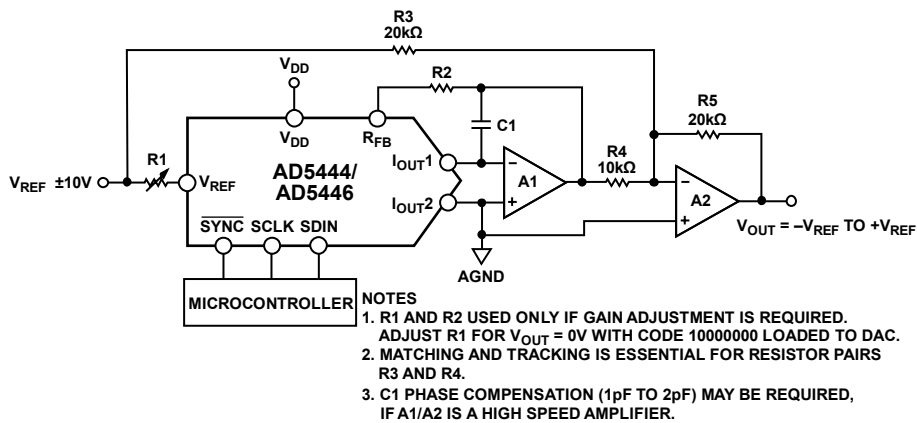 R3
20kΩ
VDD
R2
R5
20kΩ
VDD
RFB
C1
R1
IOUT1
R4
10kΩ
AD5444/
AD5446
VREF ±10V
VREF
–
A1
+
–
A2
+
IOUT2
VOUT = –VREF TO +VREF
SYNC SCLK SDIN
AGND
MICROCONTROLLER
NOTES
1. R1 AND R2 USED ONLY IF GAIN ADJUSTMENT IS REQUIRED.
ADJUST R1 FOR VOUT = 0V WITH CODE 10000000 LOADED TO DAC.
2. MATCHING AND TRACKING IS ESSENTIAL FOR RESISTOR PAIRS
R3 AND R4.
3. C1 PHASE COMPENSATION (1pF TO 2pF) MAY BE REQUIRED,
IF A1/A2 IS A HIGH SPEED AMPLIFIER.